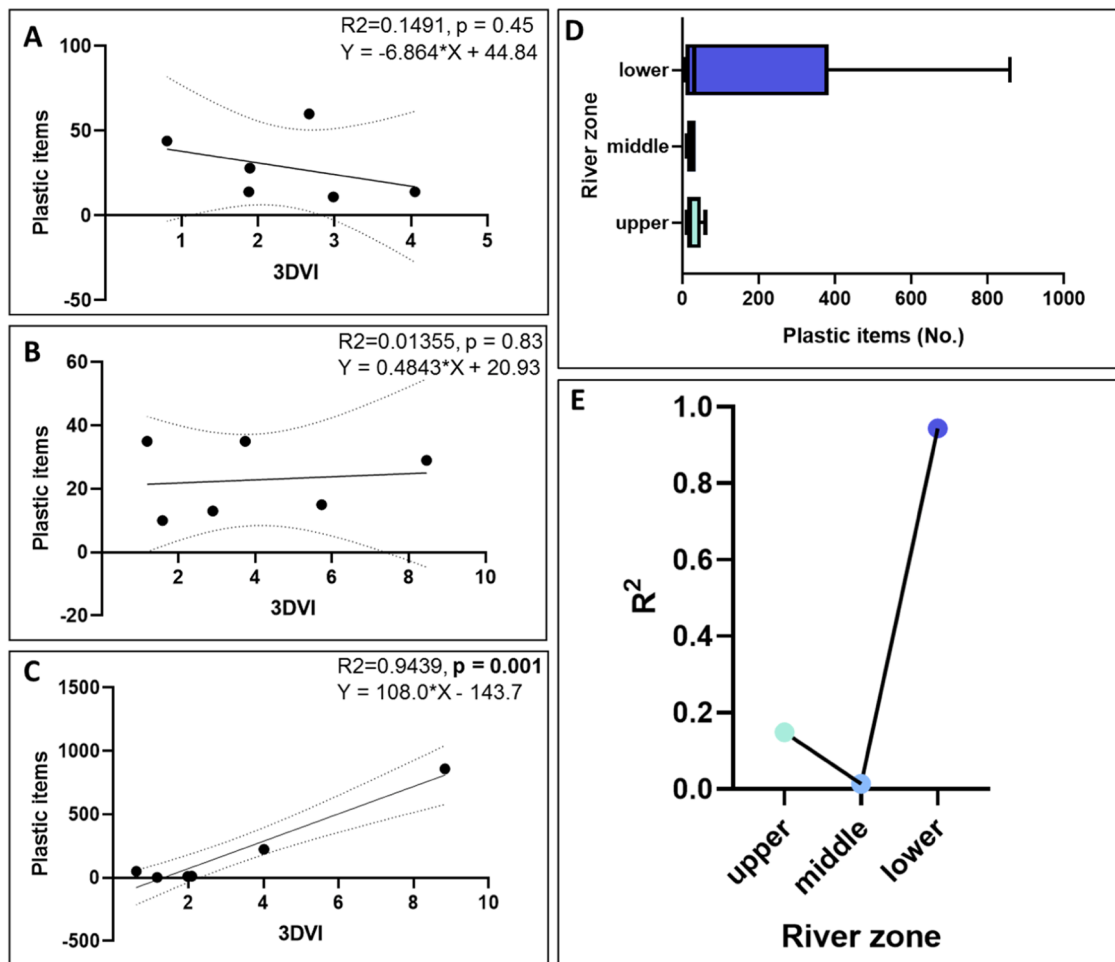 A
R2=0.1491, p = 0.45
Y = -6.864*X + 44.84
Plastic items
100
50
0
-50
1 2 3 4 5
3DVI
B
R2=0.01355, p = 0.83
Y = 0.4843*X + 20.93
Plastic items
60
40
20
0
-20
2 4 6 8 10
3DVI
C
R2=0.9439, p = 0.001
Y = 108.0*X - 143.7
Plastic items
1500
1000
500
0
-500
2 4 6 8 10
3DVI
D
River zone
lower
middle
upper
0 200 400 600 800 1000
Plastic items (No.)
E
R2
1.0
0.8
0.6
0.4
0.2
0.0
upper middle lower
River zone